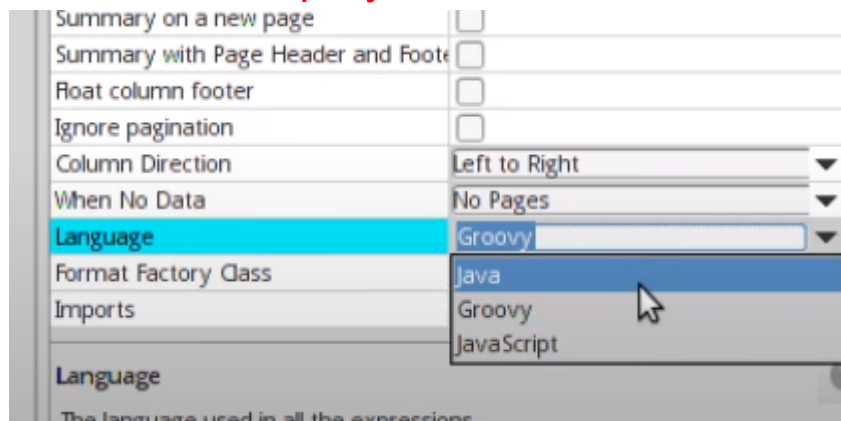 Summary on a new page
Summary with Page Header and Foote
Float column footer
Ignore pagination
Column Direction Left to Right
When No Data No Pages
Language Groovy
Format Factory Class Java
Imports Groovy
JavaScript
Language
The language used in all the expressions